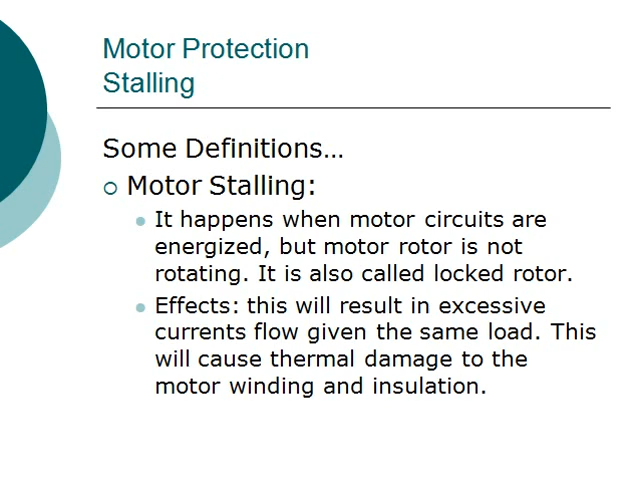 Motor Protection
Stalling
Some Definitions…
Motor Stalling:
It happens when motor circuits are
energized, but motor rotor is not
rotating. It is also called locked rotor.
Effects: this will result in excessive
currents flow given the same load. This
will cause thermal damage to the
motor winding and insulation.